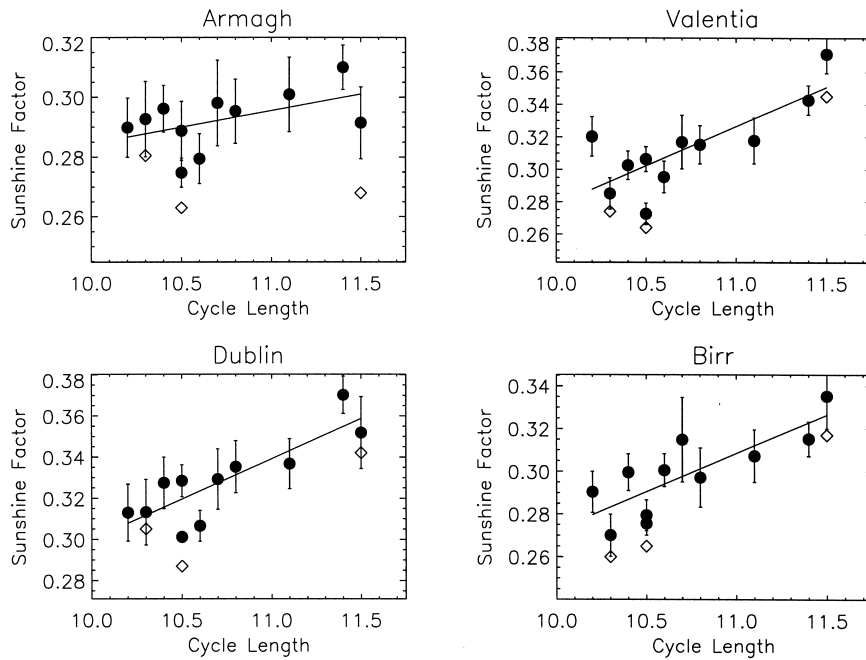 Armagh
0.32
0.30
0.28
0.26
Sunshine Factor
10.0 10.5 11.0 11.5
Cycle Length
Valentia
0.38
0.36
0.34
0.32
0.30
0.28
0.26
Sunshine Factor
10.0 10.5 11.0 11.5
Cycle Length
Dublin
0.38
0.36
0.34
0.32
0.30
0.28
Sunshine Factor
10.0 10.5 11.0 11.5
Cycle Length
Birr
0.34
0.32
0.30
0.28
0.26
Sunshine Factor
10.0 10.5 11.0 11.5
Cycle Length